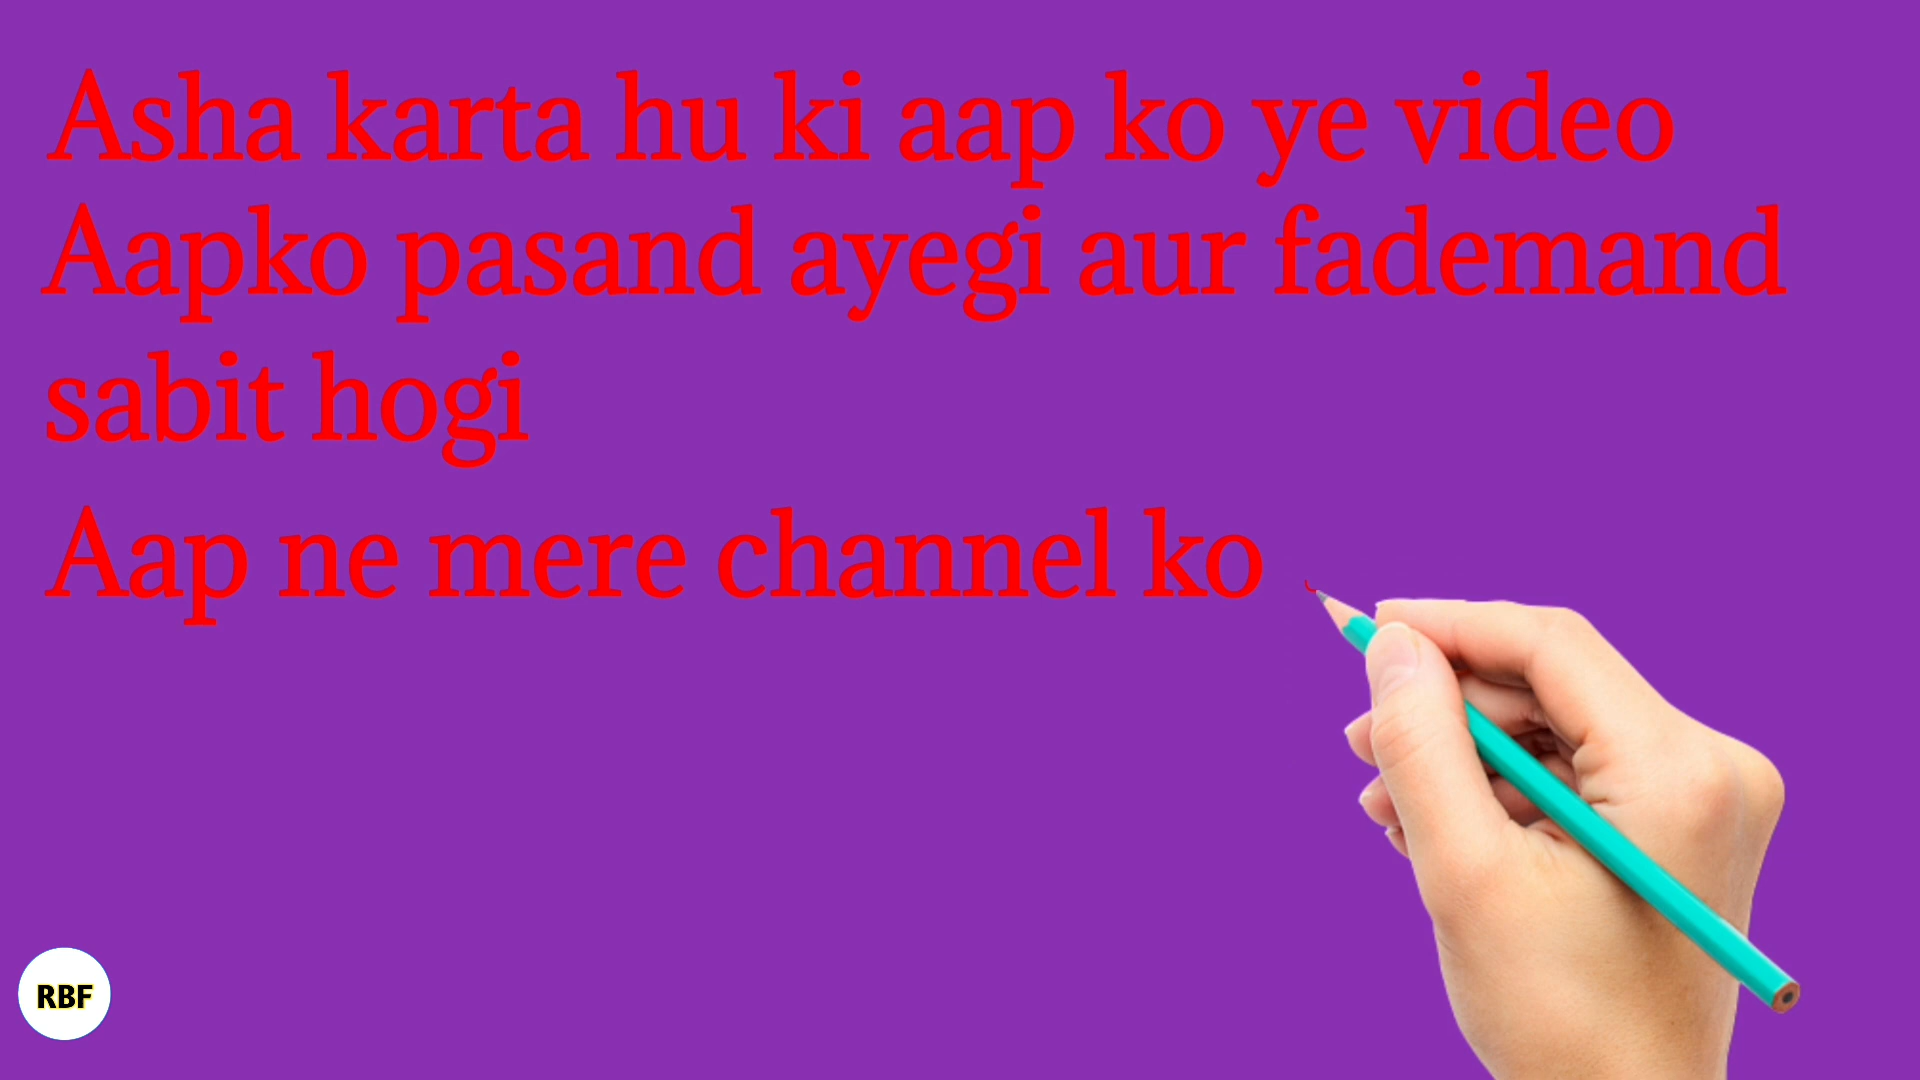 Asha karta hu ki aap ko ye video
Aapko pasand ayegi aur fademand
sabit hogi
Aap ne mere channel ko
RBF